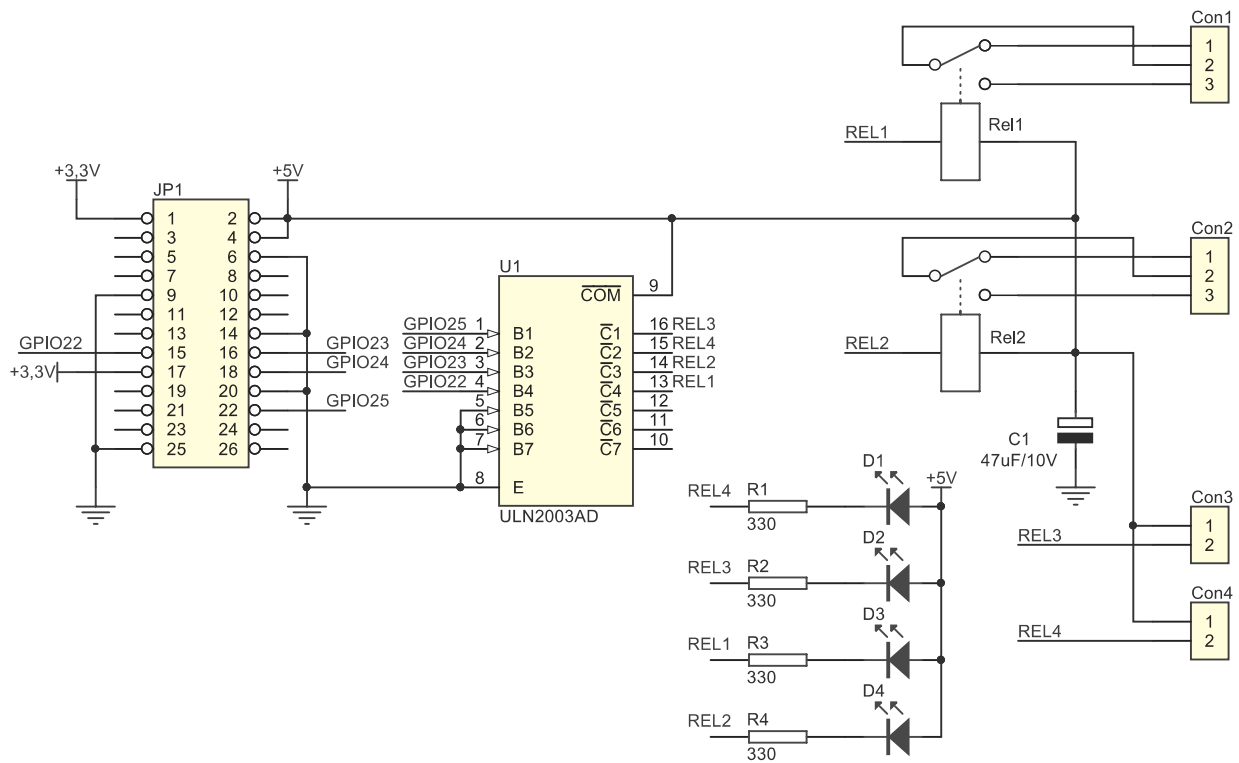 Con1
1
2
3
REL1
Rel1
+3,3V
+5V
JP1
1 2
3 4
5 6
7 8
9 10
11 12
13 14
GPIO22 15 16 GPIO23
+3,3V 17 18 GPIO24
19 20
21 22 GPIO25
23 24
25 26
U1
COM 9
GPIO25 1 B1 C1 16 REL3
GPIO24 2 B2 C2 15 REL4
GPIO23 3 B3 C3 14 REL2
GPIO22 4 B4 C4 13 REL1
5 B5 C5 12
6 B6 C6 11
7 B7 C7 10
8 E
ULN2003AD
Con2
1
2
3
REL2
Rel2
C1
47uF/10V
D1
+5V
REL4 R1
330
D2
REL3 R2
330
D3
REL1 R3
330
D4
REL2 R4
330
Con3
1
REL3 2
Con4
1
REL4 2